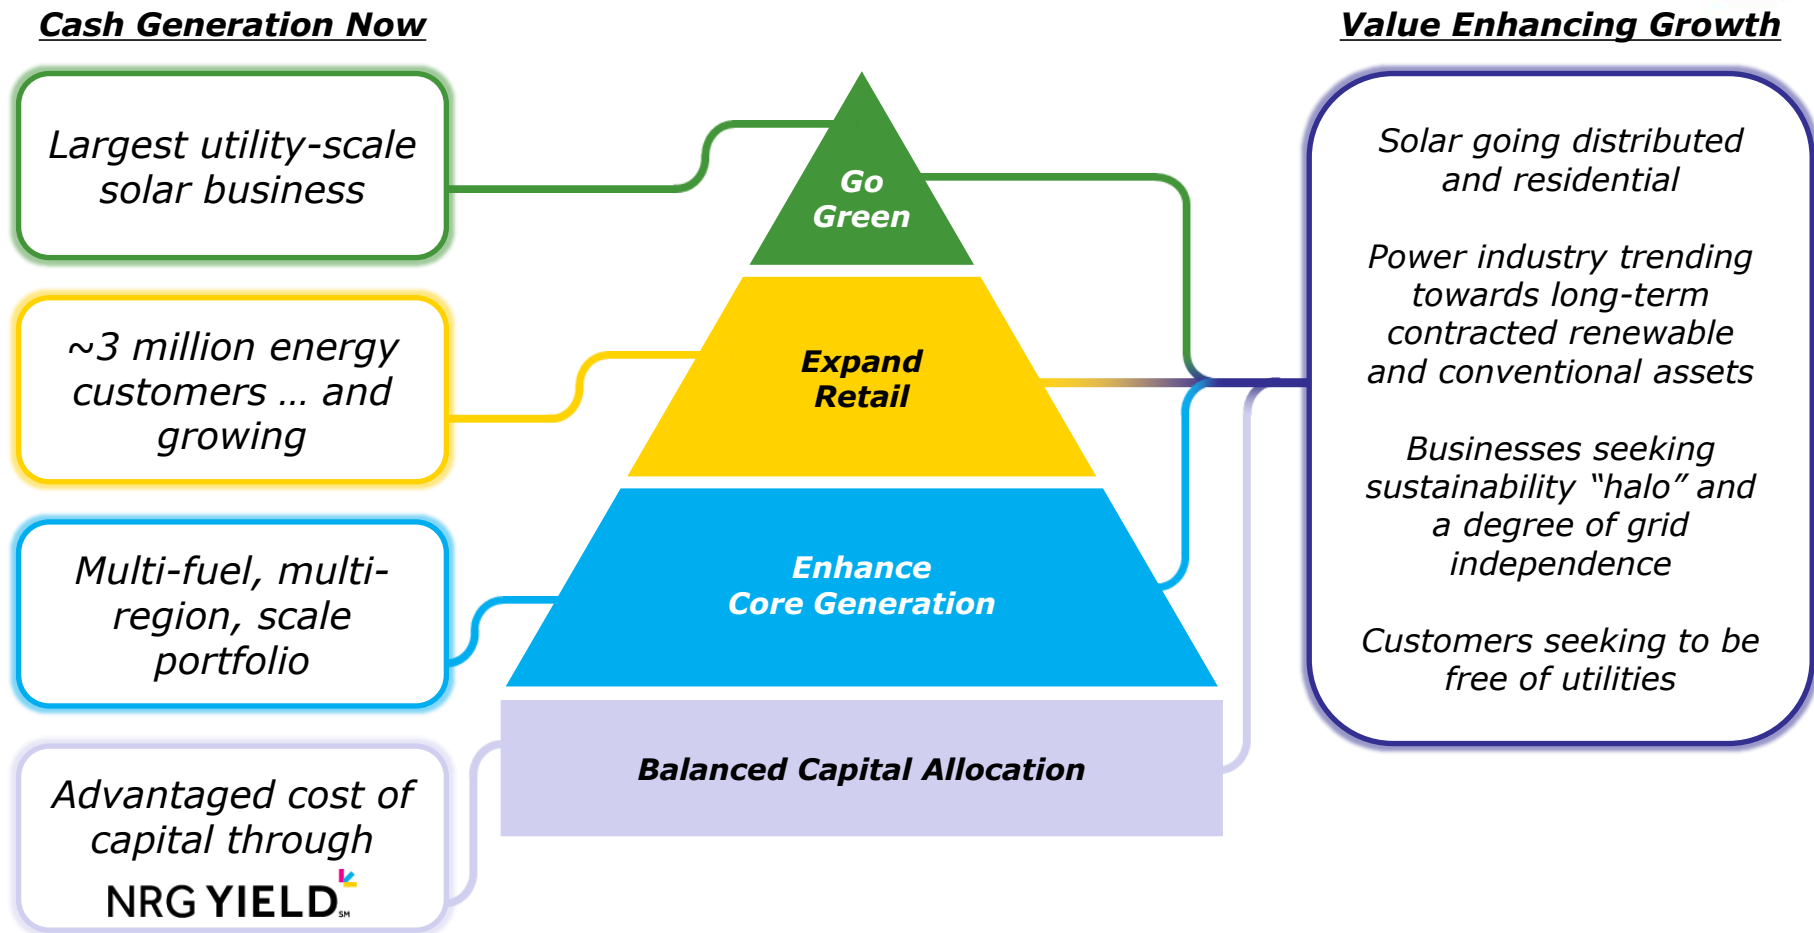 Cash Generation Now
Value Enhancing Growth
Largest utility-scale
solar business
~3 million energy
customers … and
growing
Multi-fuel, multi-
region, scale
portfolio
Advantaged cost of
capital through
NRG YIELD SM
Go
Green
Expand
Retail
Enhance
Core Generation
Balanced Capital Allocation
Solar going distributed
and residential
Power industry trending
towards long-term
contracted renewable
and conventional assets
Businesses seeking
sustainability “halo” and
a degree of grid
independence
Customers seeking to be
free of utilities